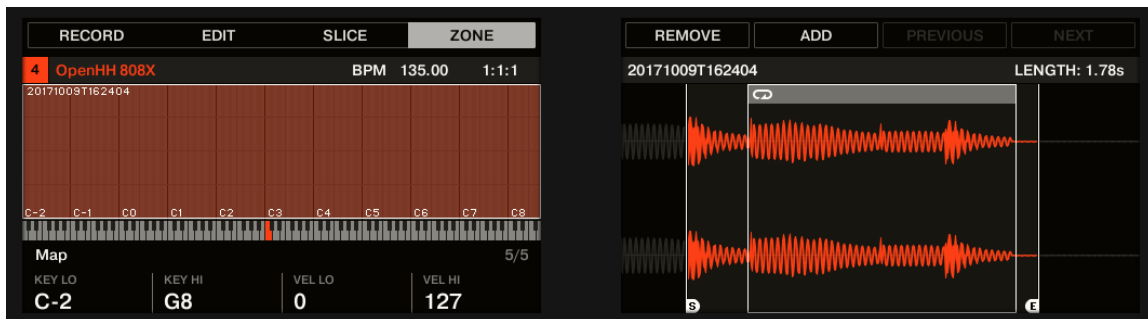 RECORD EDIT SLICE ZONE
4 OpenHH 808X BPM 135.00 1:1:1
20171009T162404
C-2 C-1 C0 C1 C2 C3 C4 C5 C6 C7 C8
Map 5/5
KEY LO KEY HI VEL LO VEL HI
C-2 G8 0 127
REMOVE ADD PREVIOUS NEXT
20171009T162404 LENGTH: 1.78s
S E